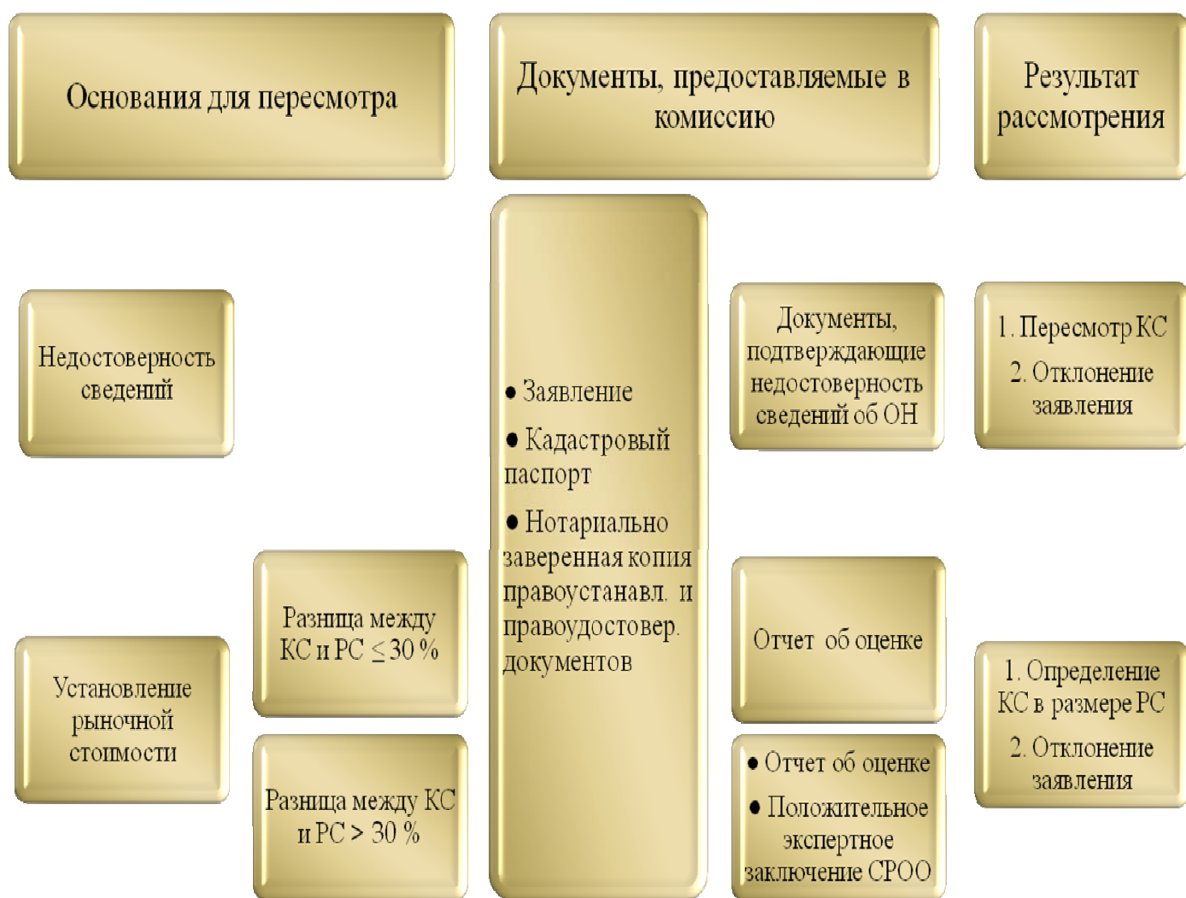 Основания для пересмотра
Документы, предоставляемые в
комиссию
Результат
рассмотрения
Недостоверность
сведений
● Заявление
● Кадастровый
паспорт
● Нотариально
заверенная копия
правоустанавл. и
правоудостовер.
документов
Документы,
подтверждающие
недостоверность
сведений об ОН
1. Пересмотр КС
2. Отклонение
заявления
Установление
рыночной
стоимости
Разница между
КС и РС ≤ 30 %
Отчет об оценке
Разница между КС
и РС > 30 %
● Отчет об оценке
● Положительное
экспертное
заключение СРОО
1. Определение
КС в размере РС
2. Отклонение
заявления